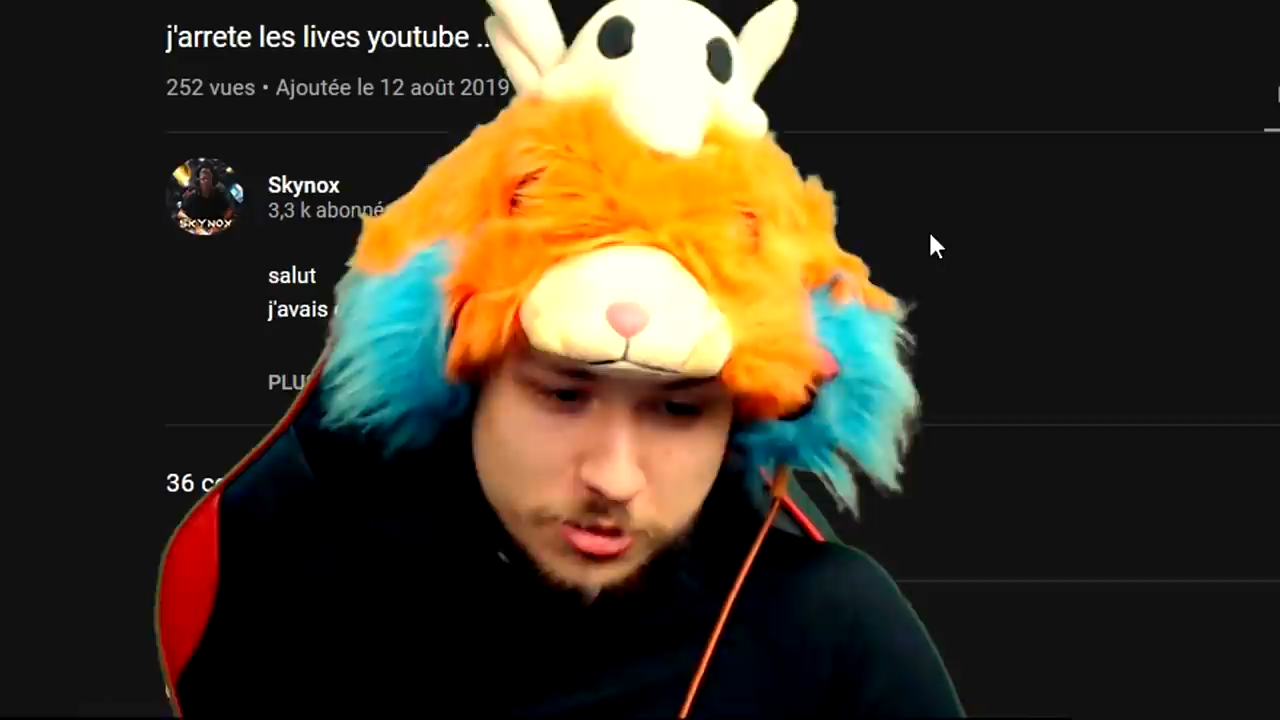 j'arrete les lives youtube ..
252 vues • Ajoutée le 12 août 2019
SKYNOX
Skynox
3,3 k abonné
salut
j'avais
PLUS
36